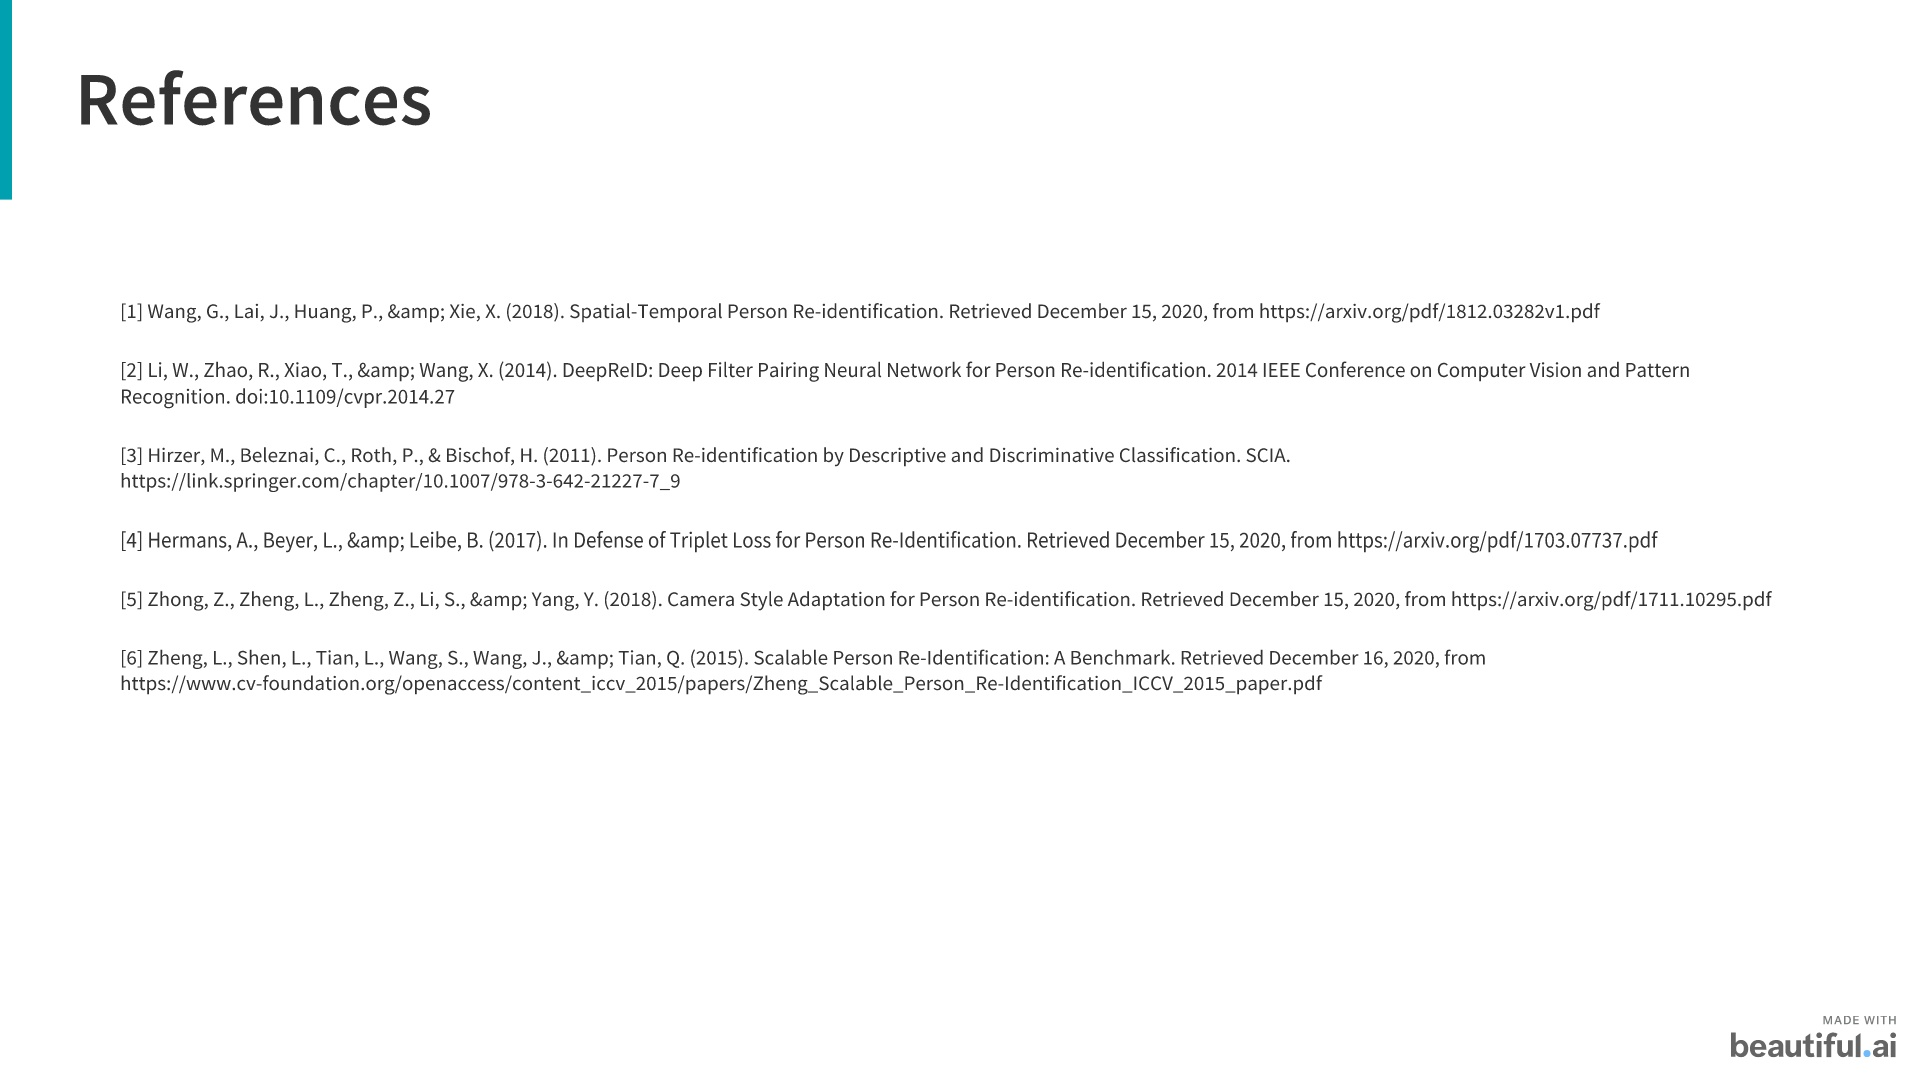 References
[1] Wang, G., Lai, J., Huang, P., &amp; Xie, X. (2018). Spatial-Temporal Person Re-identification. Retrieved December 15, 2020, from https://arxiv.org/pdf/1812.03282v1.pdf
[2] Li, W., Zhao, R., Xiao, T., &amp; Wang, X. (2014). DeepReID: Deep Filter Pairing Neural Network for Person Re-identification. 2014 IEEE Conference on Computer Vision and Pattern
Recognition. doi:10.1109/cvpr.2014.27
[3] Hirzer, M., Beleznai, C., Roth, P., & Bischof, H. (2011). Person Re-identification by Descriptive and Discriminative Classification. SCIA.
https://link.springer.com/chapter/10.1007/978-3-642-21227-7_9
[4] Hermans, A., Beyer, L., &amp; Leibe, B. (2017). In Defense of Triplet Loss for Person Re-Identification. Retrieved December 15, 2020, from https://arxiv.org/pdf/1703.07737.pdf
[5] Zhong, Z., Zheng, L., Zheng, Z., Li, S., &amp; Yang, Y. (2018). Camera Style Adaptation for Person Re-identification. Retrieved December 15, 2020, from https://arxiv.org/pdf/1711.10295.pdf
[6] Zheng, L., Shen, L., Tian, L., Wang, S., Wang, J., &amp; Tian, Q. (2015). Scalable Person Re-Identification: A Benchmark. Retrieved December 16, 2020, from
https://www.cv-foundation.org/openaccess/content_iccv_2015/papers/Zheng_Scalable_Person_Re-Identification_ICCV_2015_paper.pdf
MADE WITH
beautiful.ai